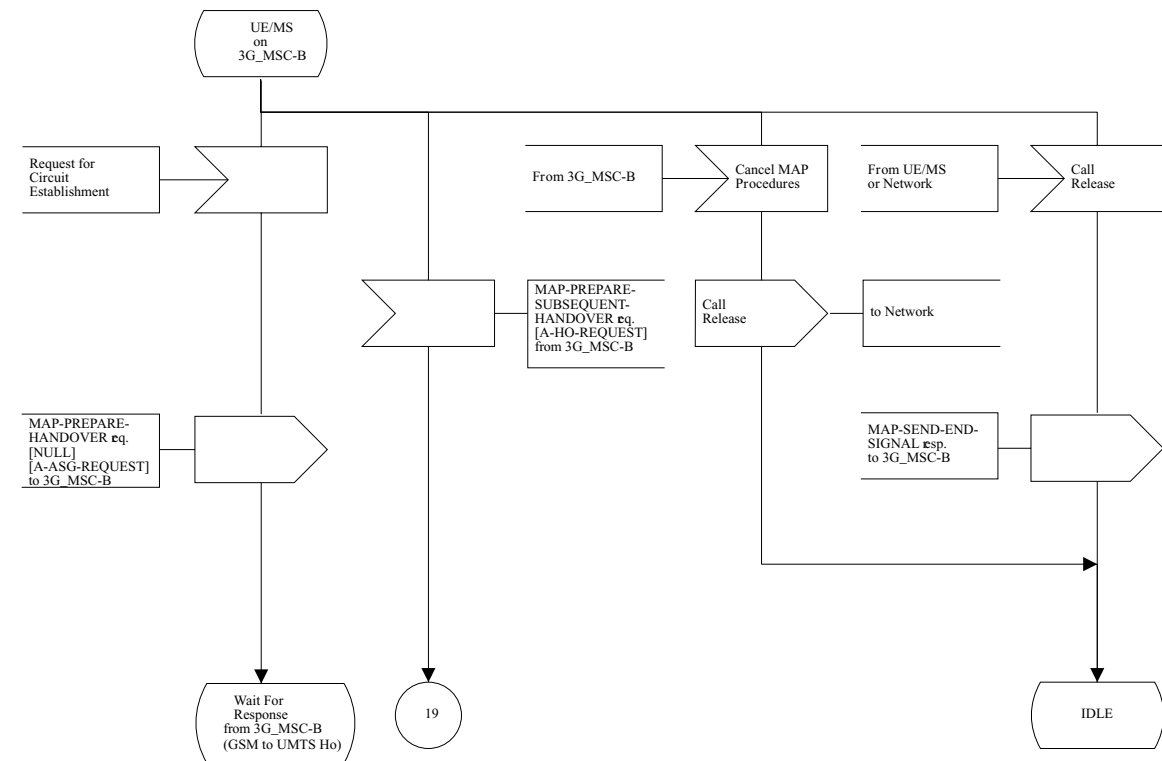 UE/MS
on
3G_MSC-B
Request for
Circuit
Establishment
From 3G_MSC-B
Cancel MAP
Procedures
From UE/MS
or Network
Call
Release
MAP-PREPARE-
SUBSEQUENT-
HANDOVER req.
[A-HO-REQUEST]
from 3G_MSC-B
Call
Release
to Network
MAP-PREPARE-
HANDOVER req.
[NULL]
[A-ASG-REQUEST]
to 3G_MSC-B
MAP-SEND-END-
SIGNAL resp.
to 3G_MSC-B
Wait For
Response
from 3G_MSC-B
(GSM to UMTS Ho)
19
IDLE